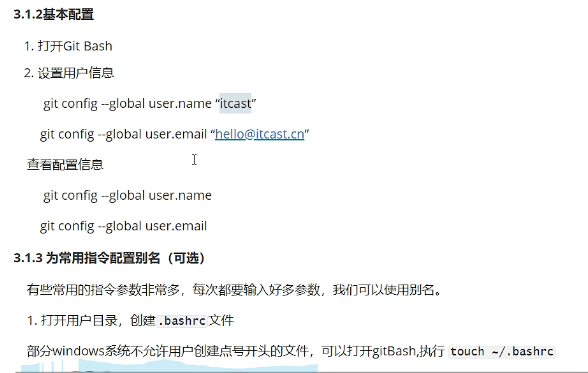 3.1.2基本配置
1. 打开Git Bash
2. 设置用户信息
git config --global user.name “itcast”
git config --global user.email “hello@itcast.cn”
查看配置信息
git config --global user.name
git config --global user.email
3.1.3 为常用指令配置别名（可选）
有些常用的指令参数非常多，每次都要输入好多参数，我们可以使用别名。
1. 打开用户目录，创建 .bashrc 文件
部分windows系统不允许用户创建点号开头的文件，可以打开gitBash,执行 touch ~/.bashrc